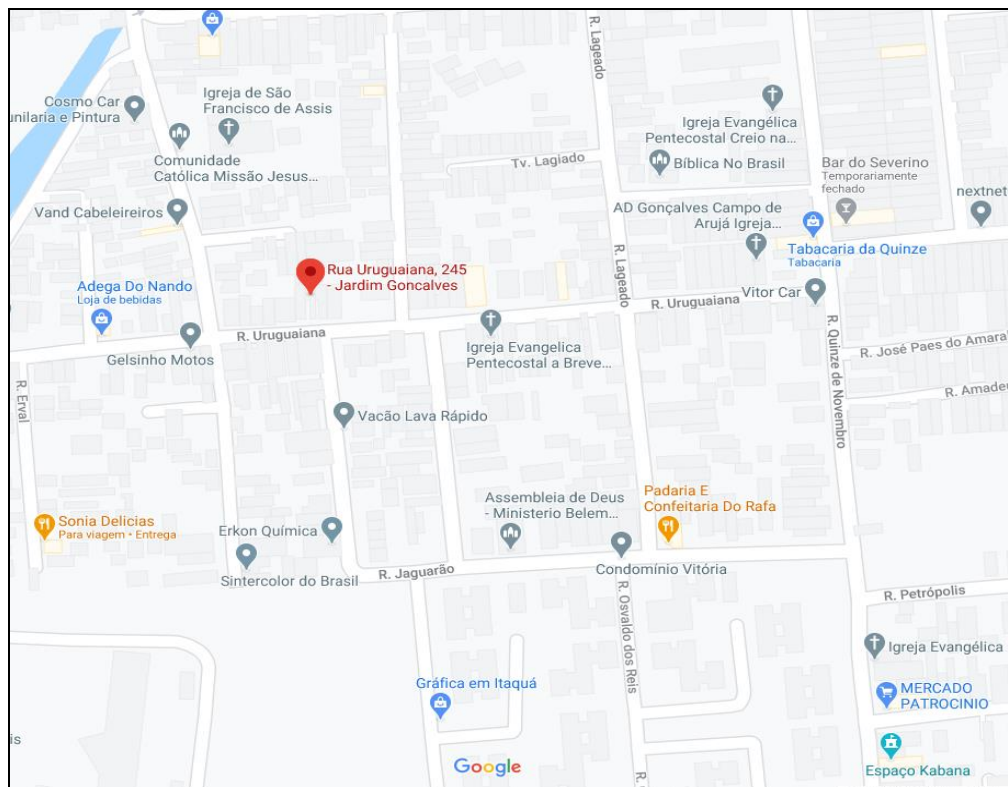 R. Lageado
Cosmo Car
unilaria e Pintura
Igreja de São
Francisco de Assis
Comunidade
Católica Missão Jesus...
Tv. Lagiado
Igreja Evangélica
Pentecostal Creio na...
Bíblica No Brasil
Bar do Severino
Temporariamente
fechado
nextnet
Vand Cabeleireiros
AD Gonçalves Campo de
Arujá Igreja...
Tabacaria da Quinze
Tabacaria
R. Lageado
Rua Uruguaiana, 245
- Jardim Goncalves
Adega Do Nando
Loja de bebidas
Vitor Car
R. Uruguaiana
R. Uruguaiana
Gelsinho Motos
Igreja Evangelica
Pentecostal a Breve...
R. Quinze de Novembro
R. José Paes do Amaral
R. Amadeu
R. Erval
Vacão Lava Rápido
Sonia Delicias
Para viagem • Entrega
Erkon Química
Assembleia de Deus
- Ministerio Belem...
Padaria E
Confeitaria Do Rafa
Sintercolor do Brasil
R. Jaguarão
Condomínio Vitória
R. Osvaldo dos Reis
R. Petrópolis
Igreja Evangélica
Gráfica em Itaquá
MERCADO
PATROCINIO
is
Google
R.
Espaço Kabana